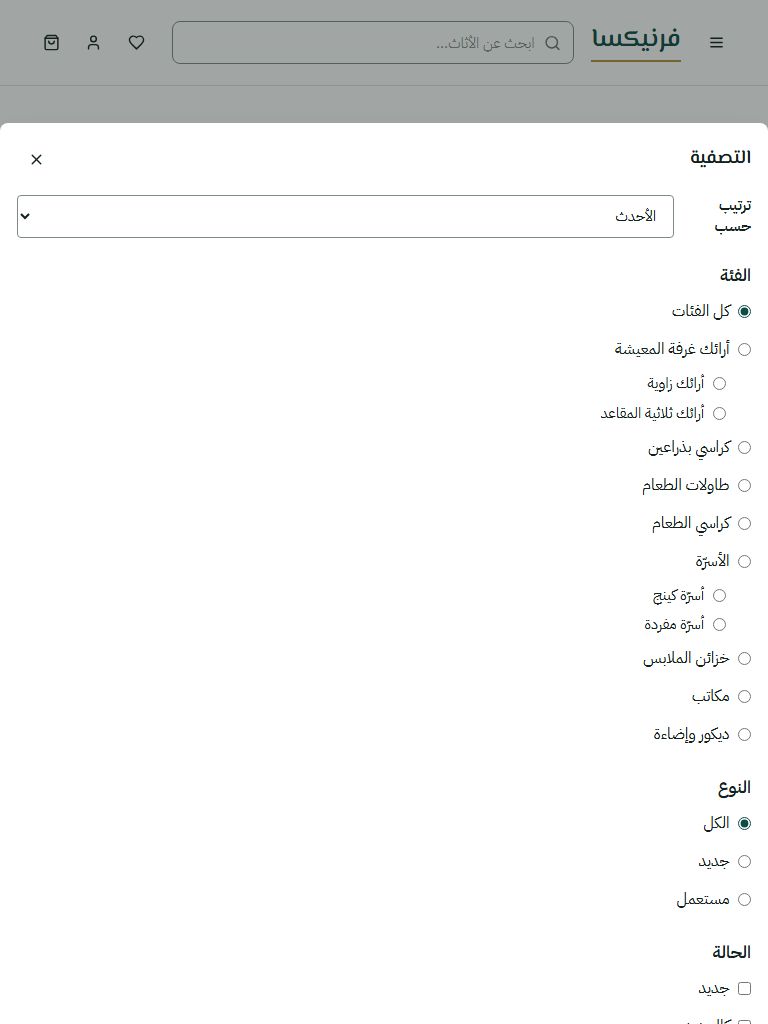 فرنيكسا
ابحث عن الأثاث...
التصفية
ترتيب
حسب
الأحدث
الفئة
كل الفئات
أرائك غرفة المعيشة
أرائك زاوية
أرائك ثلاثية المقاعد
كراسي بذراعين
طاولات الطعام
كراسي الطعام
الأسرّة
أسرّة كينج
أسرّة مفردة
خزائن الملابس
مكاتب
ديكور وإضاءة
النوع
الكل
جديد
مستعمل
الحالة
جديد